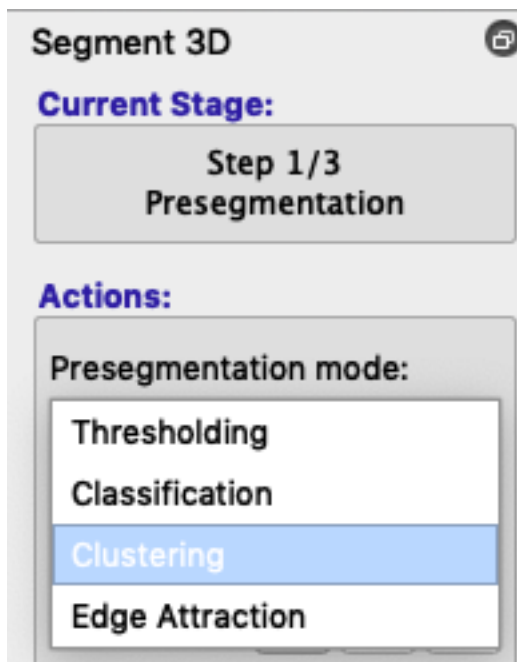 Segment 3D
Current Stage:
Step 1/3
Presegmentation
Actions:
Presegmentation mode:
Thresholding
Classification
Clustering
Edge Attraction